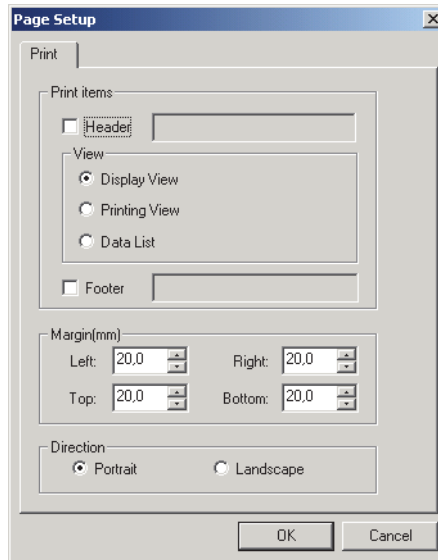 Page Setup
Print
Print items
Header
View
Display View
Printing View
Data List
Footer
Margin(mm)
Left: 20,0 Right: 20,0
Top: 20,0 Bottom: 20,0
Direction
Portrait Landscape
OK Cancel